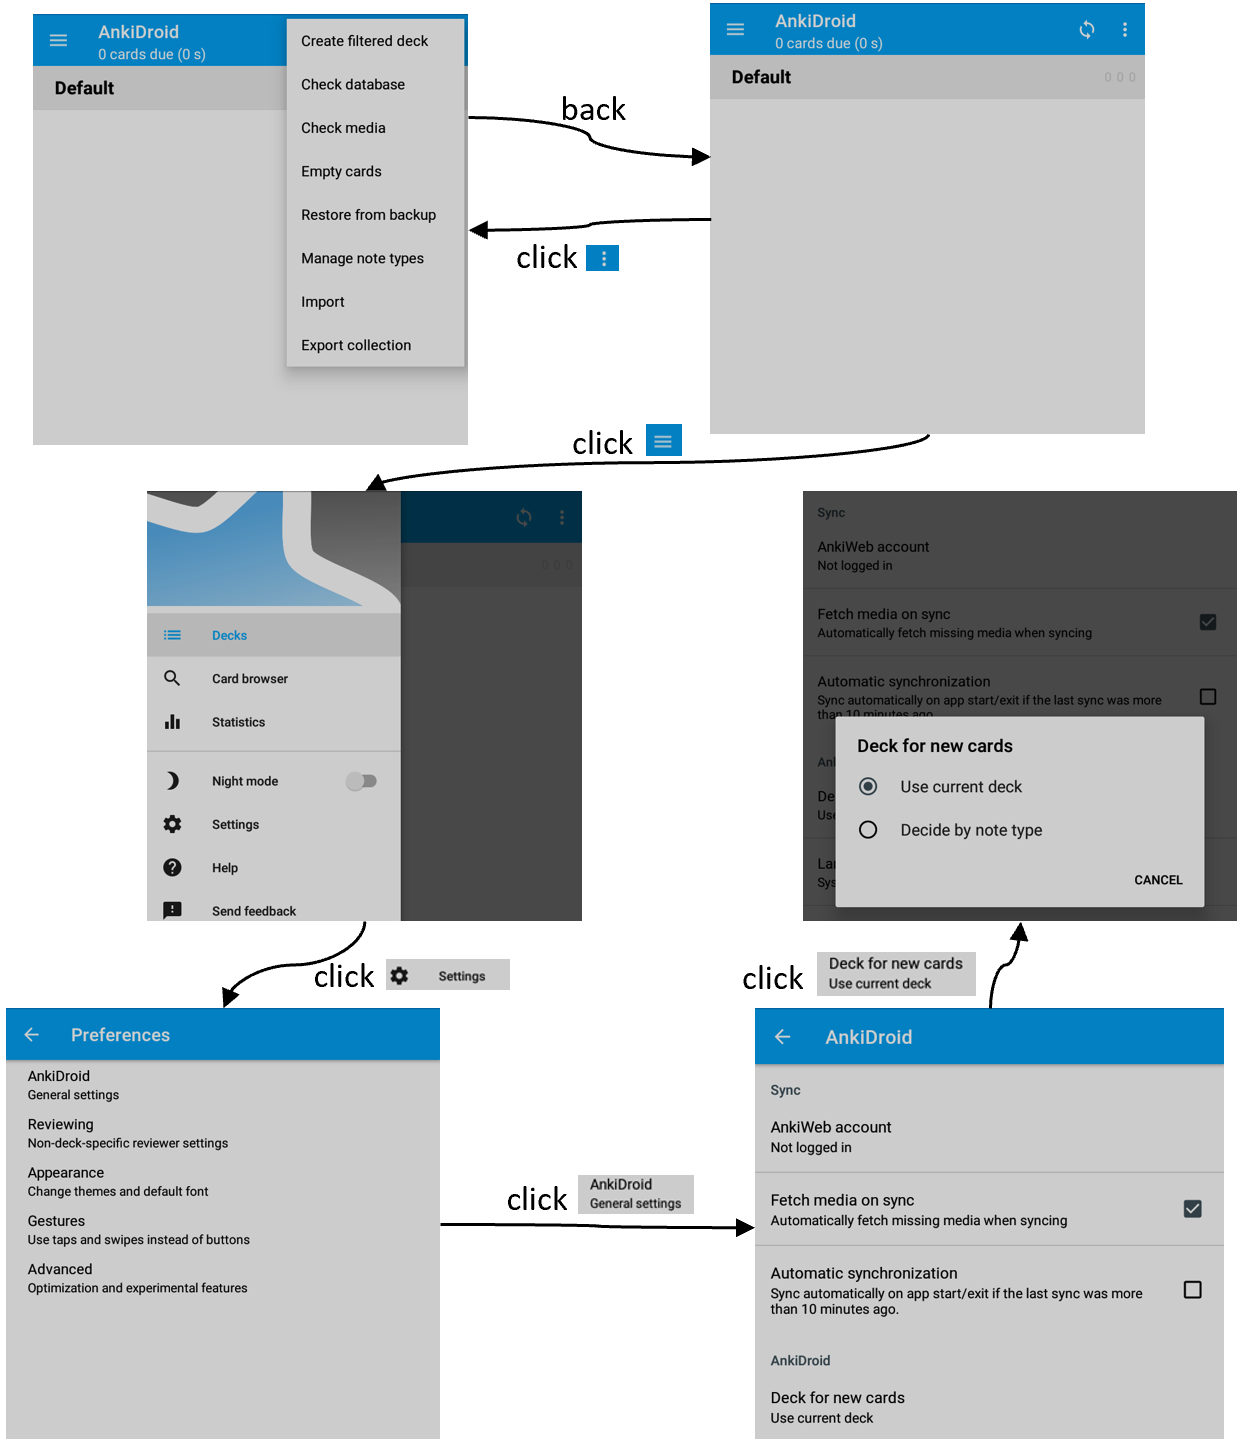 AnkiDroid
0 cards due (0 s)
Default
Create filtered deck
Check database
Check media
Empty cards
Restore from backup
Manage note types
Import
Export collection
back
click
AnkiDroid
0 cards due (0 s)
Default
0 0 0
click
0 0 0
Decks
Card browser
Statistics
Night mode
Settings
Help
Send feedback
Sync
AnkiWeb account
Not logged in
Fetch media on sync
Automatically fetch missing media when syncing
Automatic synchronization
Sync automatically on app start/exit if the last sync was more
than 10 minutes ago.
Deck for new cards
Use current deck
Decide by note type
CANCEL
click
Settings
click
Deck for new cards
Use current deck
Preferences
AnkiDroid
General settings
Reviewing
Non-deck-specific reviewer settings
Appearance
Change themes and default font
Gestures
Use taps and swipes instead of buttons
Advanced
Optimization and experimental features
click
AnkiDroid
General settings
AnkiDroid
Sync
AnkiWeb account
Not logged in
Fetch media on sync
Automatically fetch missing media when syncing
Automatic synchronization
Sync automatically on app start/exit if the last sync was more
than 10 minutes ago.
AnkiDroid
Deck for new cards
Use current deck